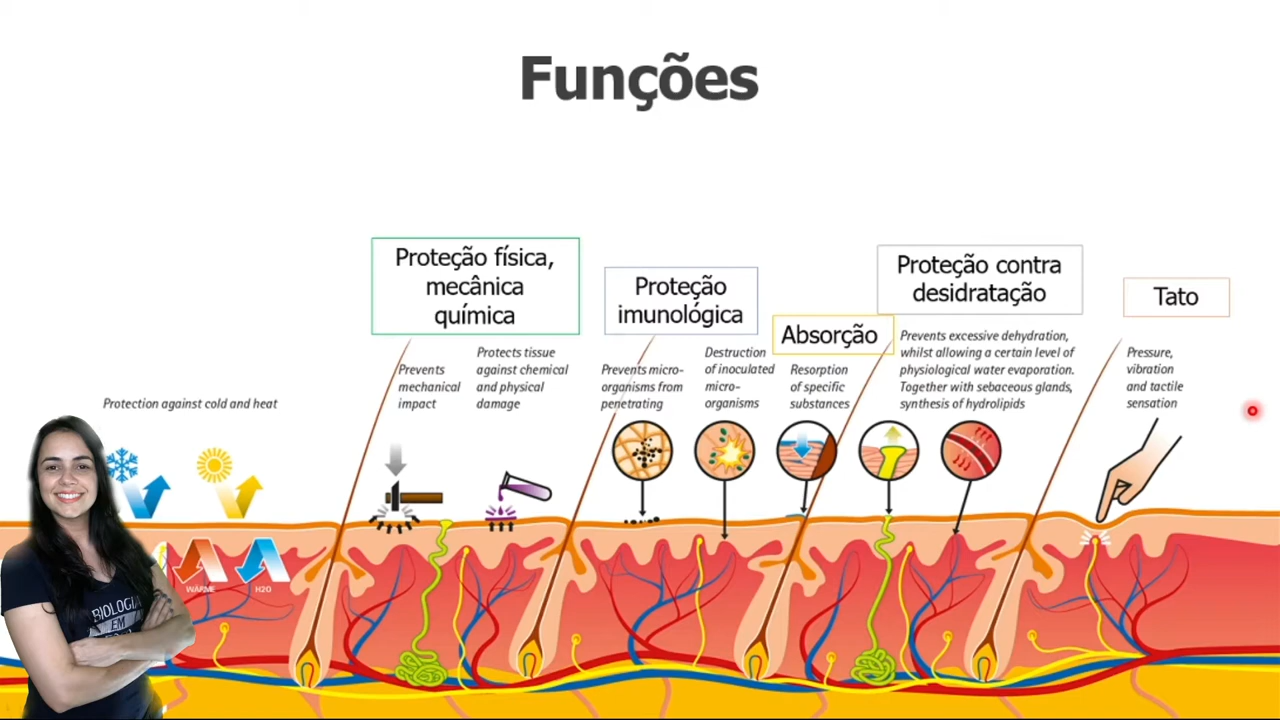 Funções
Proteção física,
mecânica
química
Proteção
imunológica
Absorção
Proteção contra
desidratação
Tato
Protection against cold and heat
Prevents
mechanical
impact
Protects tissue
against chemical
and physical
damage
Prevents micro-
organisms from
penetrating
Destruction
of inoculated
micro-
organisms
Resorption
of specific
substances
Prevents excessive dehydration,
whilst allowing a certain level of
physiological water evaporation.
Together with sebaceous glands,
synthesis of hydrolipids
Pressure,
vibration
and tactile
sensation
WÄRME
H2O
BIOLOGIA
EM